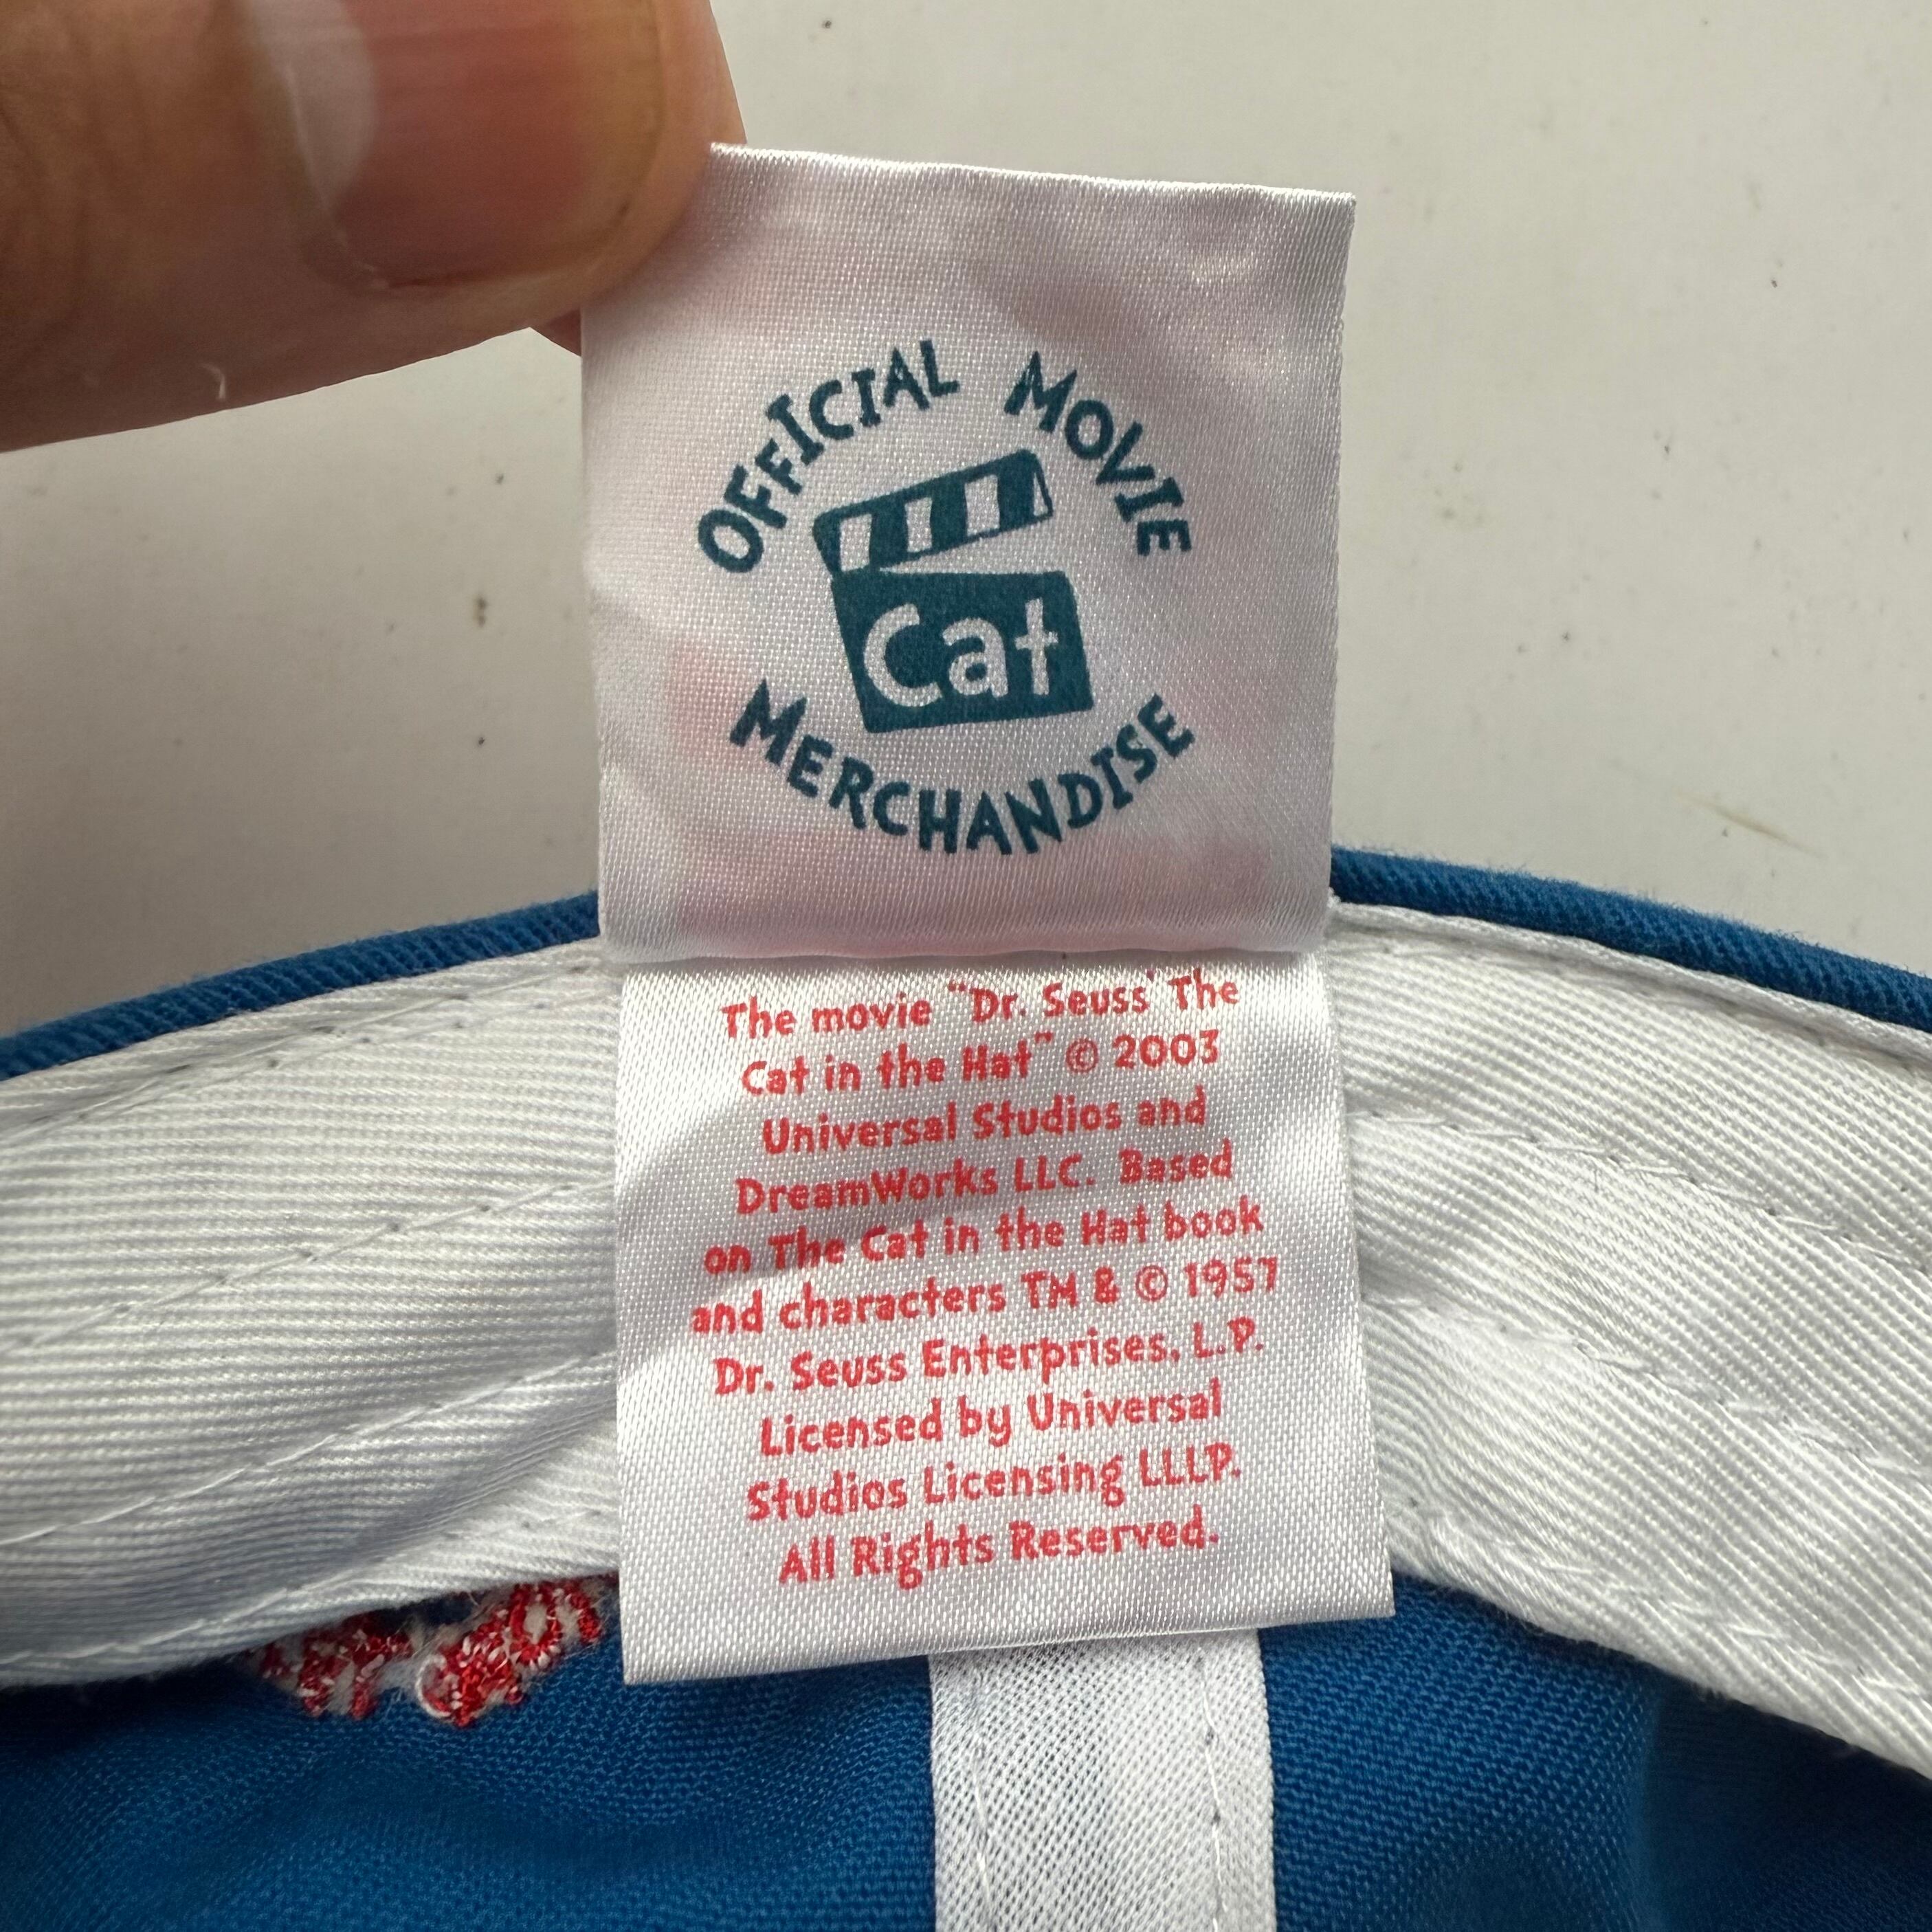 OFFICIAL MOVIE
Cat
MERCHANDISE
The movie "Dr. Seuss' The
Cat in the Hat" © 2003
Universal Studios and
DreamWorks LLC. Based
on The Cat in the Hat book
and characters TM & © 1957
Dr. Seuss Enterprises, L.P.
Licensed by Universal
Studios Licensing LLLP.
All Rights Reserved.